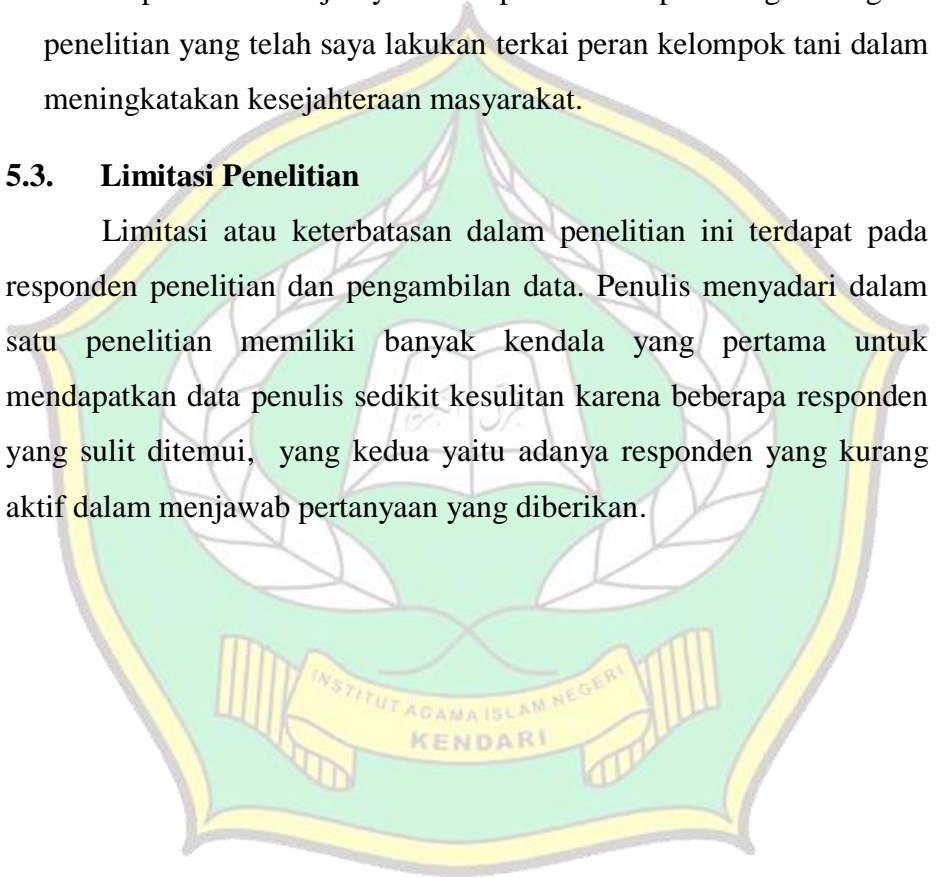 penelitian yang telah saya lakukan terkai peran kelompok tani dalam
meningkatakan kesejahteraan masyarakat.
5.3. Limitasi Penelitian
Limitasi atau keterbatasan dalam penelitian ini terdapat pada
responden penelitian dan pengambilan data. Penulis menyadari dalam
satu penelitian memiliki banyak kendala yang pertama untuk
mendapatkan data penulis sedikit kesulitan karena beberapa responden
yang sulit ditemui, yang kedua yaitu adanya responden yang kurang
aktif dalam menjawab pertanyaan yang diberikan.
INSTITUT AGAMA ISLAM NEGERI
KENDARI